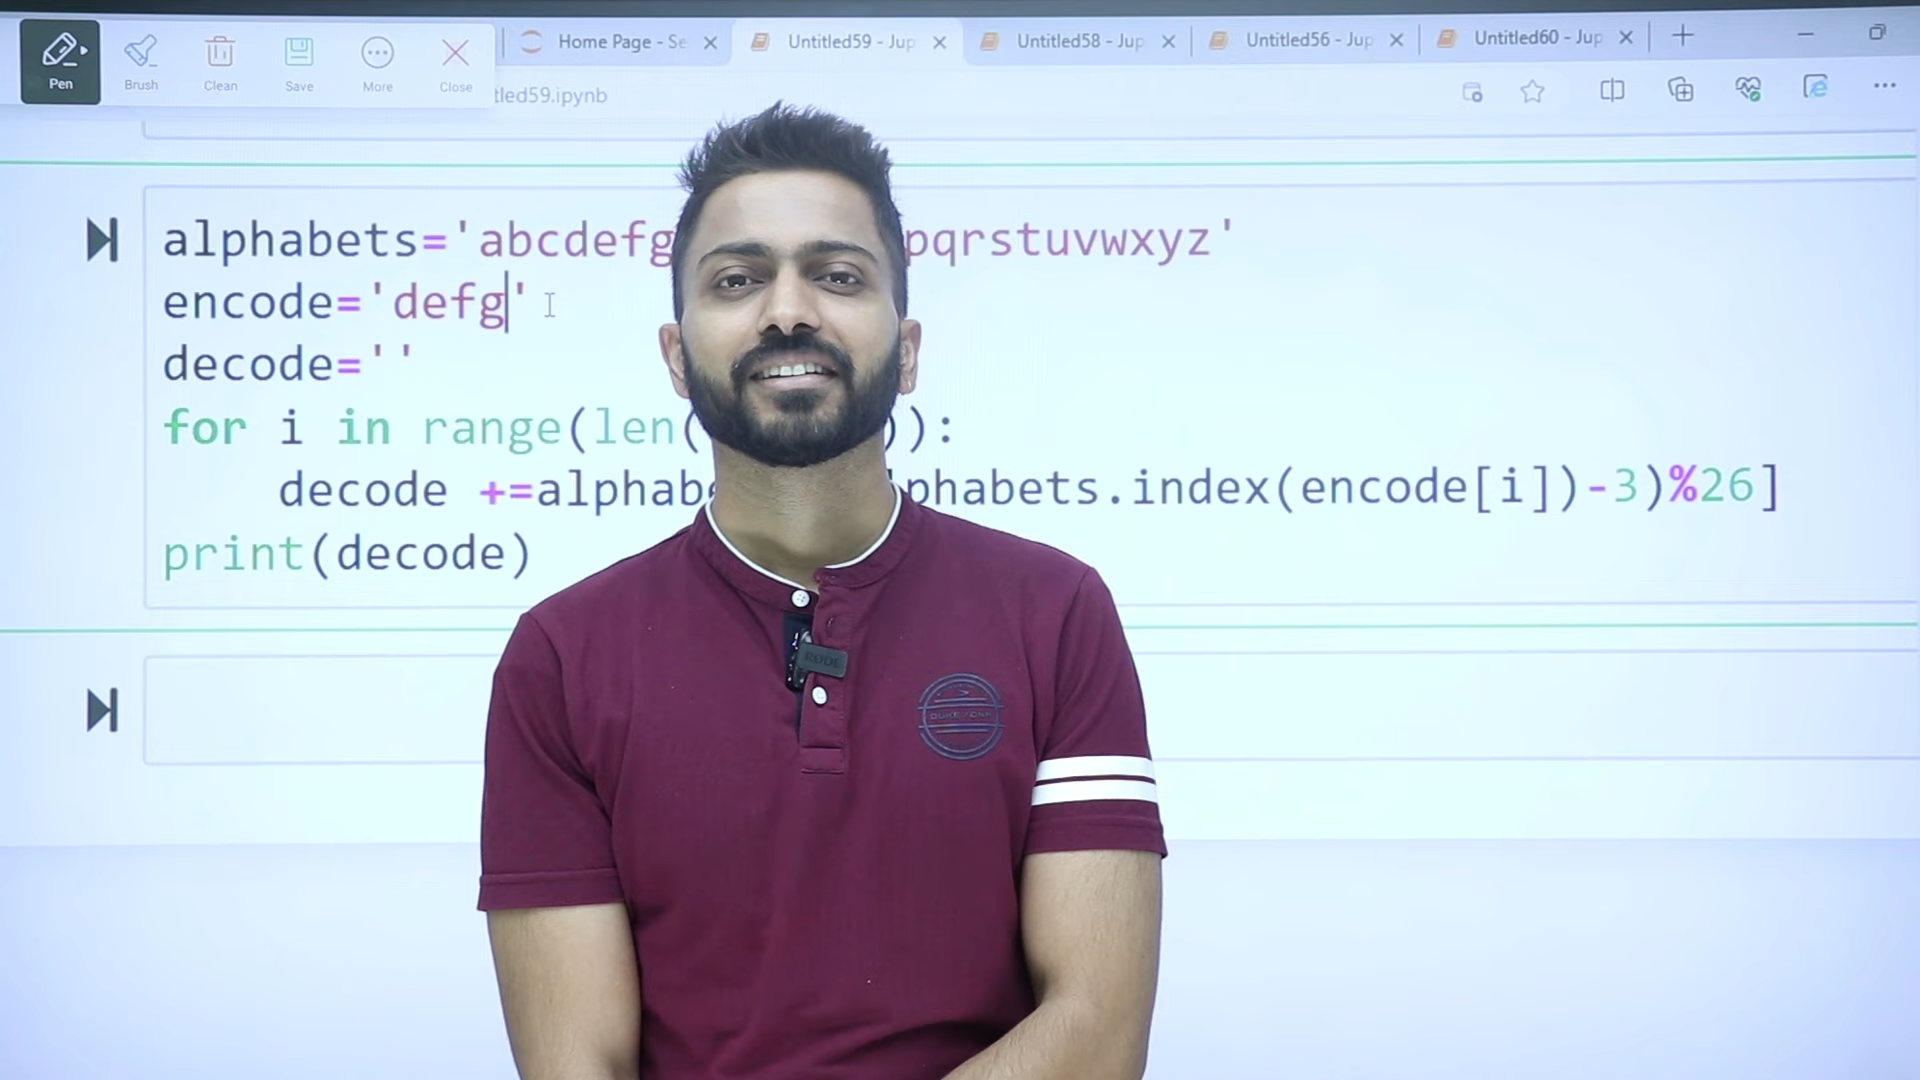 Pen
Brush
Clean
Save
More
Close
Home Page - Se
Untitled59 - Jup
Untitled58 - Jup
Untitled56 - Jup
Untitled60 - Jup
tled59.ipynb
alphabets='abcdefg pqrstuvwxyz'
encode='defg'
decode=''
for i in range(len( )):
decode +=alphabe phabets.index(encode[i])-3)%26]
print(decode)
RODE